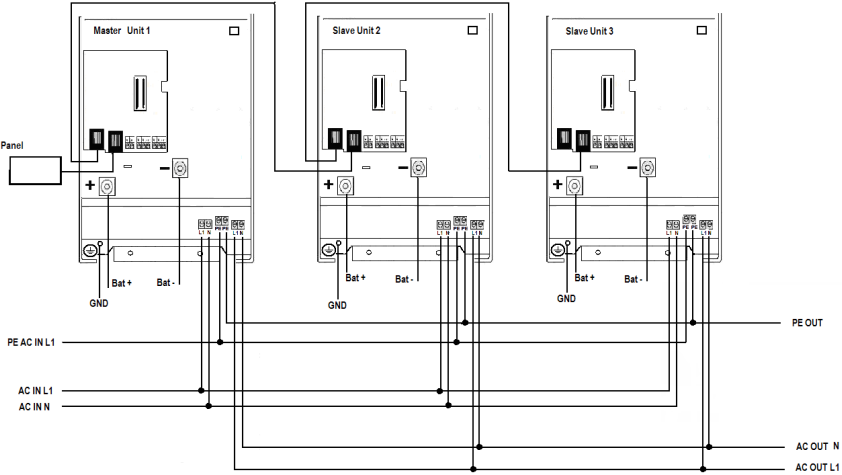 Master Unit 1
Slave Unit 2
Slave Unit 3
Panel
+ −
+ −
+ −
L1 N PE PE L1 N
L1 N PE PE L1 N
L1 N PE PE L1 N
Bat + Bat -
Bat + Bat -
Bat + Bat -
GND
GND
GND
PE OUT
PE AC IN L1
AC IN L1
AC IN N
AC OUT N
AC OUT L1